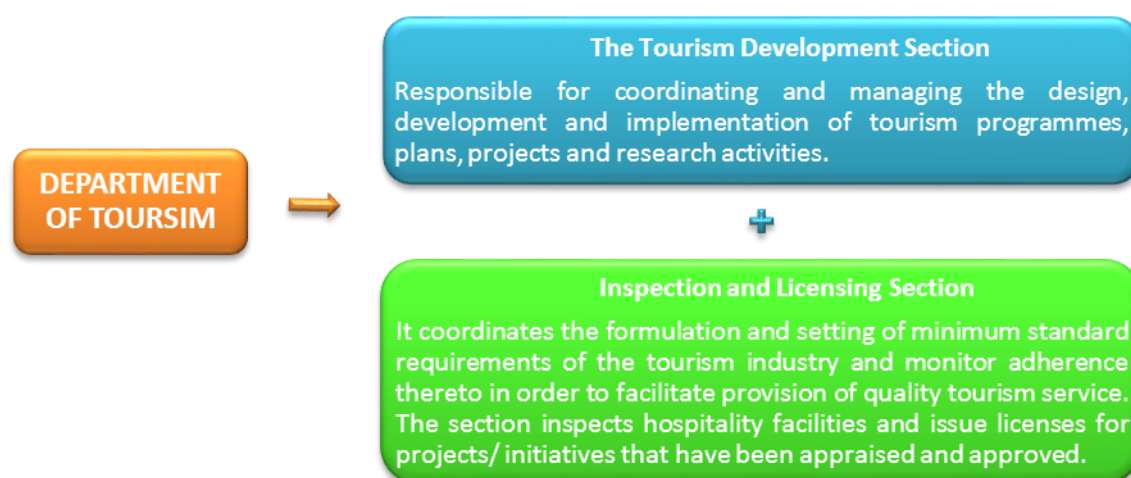 DEPARTMENT
OF TOURSIM
The Tourism Development Section
Responsible for coordinating and managing the design,
development and implementation of tourism programmes,
plans, projects and research activities.
Inspection and Licensing Section
It coordinates the formulation and setting of minimum standard
requirements of the tourism industry and monitor adherence
thereto in order to facilitate provision of quality tourism service.
The section inspects hospitality facilities and issue licenses for
projects/ initiatives that have been appraised and approved.